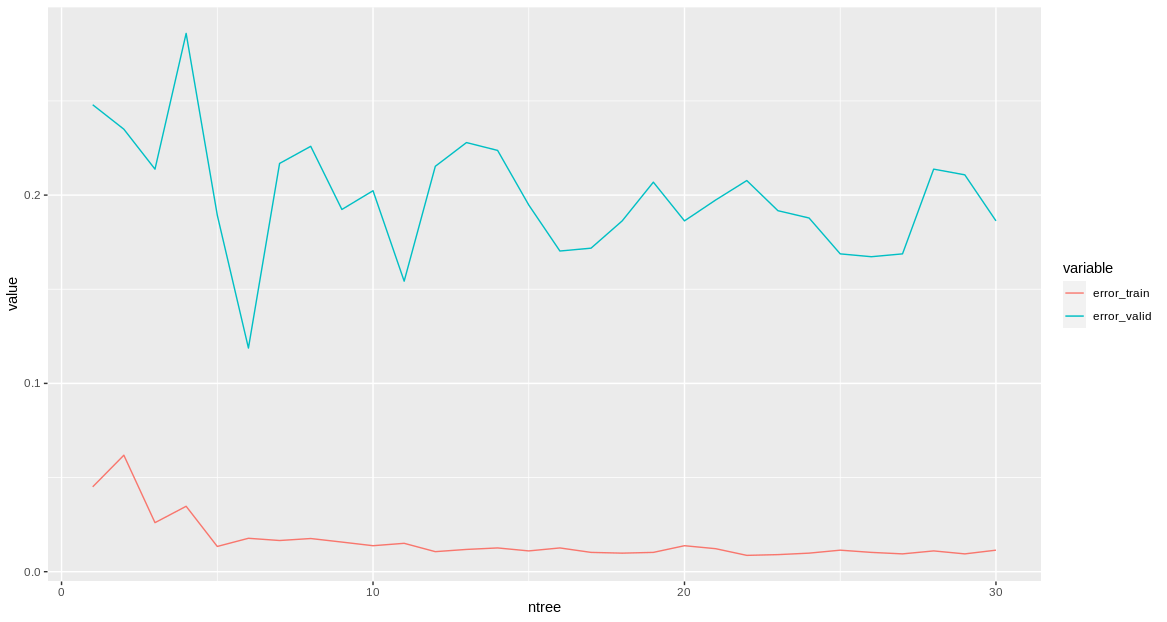 value
0.2
0.1
0.0
0
10
20
30
ntree
variable
error_train
error_valid